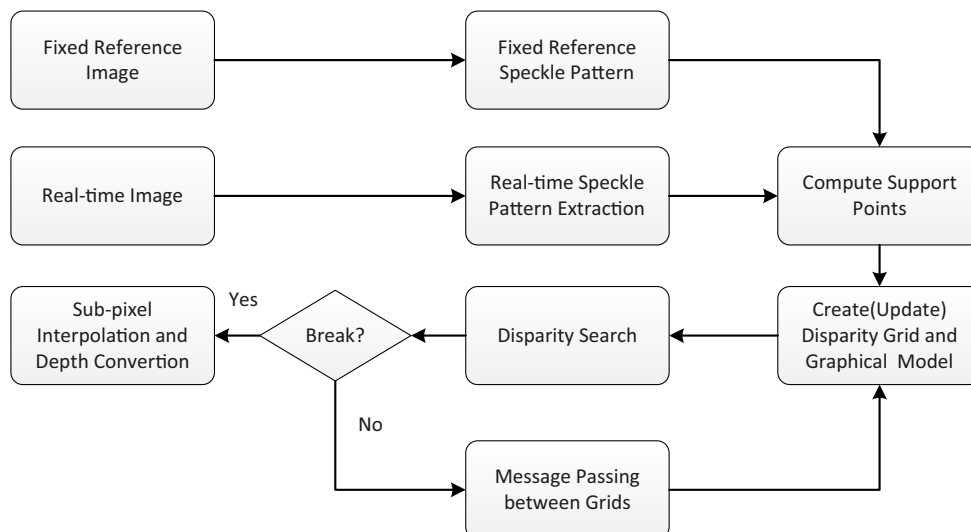 Fixed Reference
Image
Fixed Reference
Speckle Pattern
Real-time Image
Real-time Speckle
Pattern Extraction
Compute Support
Points
Sub-pixel
Interpolation and
Depth Convertion
Yes
Break?
No
Disparity Search
Create(Update)
Disparity Grid and
Graphical Model
Message Passing
between Grids